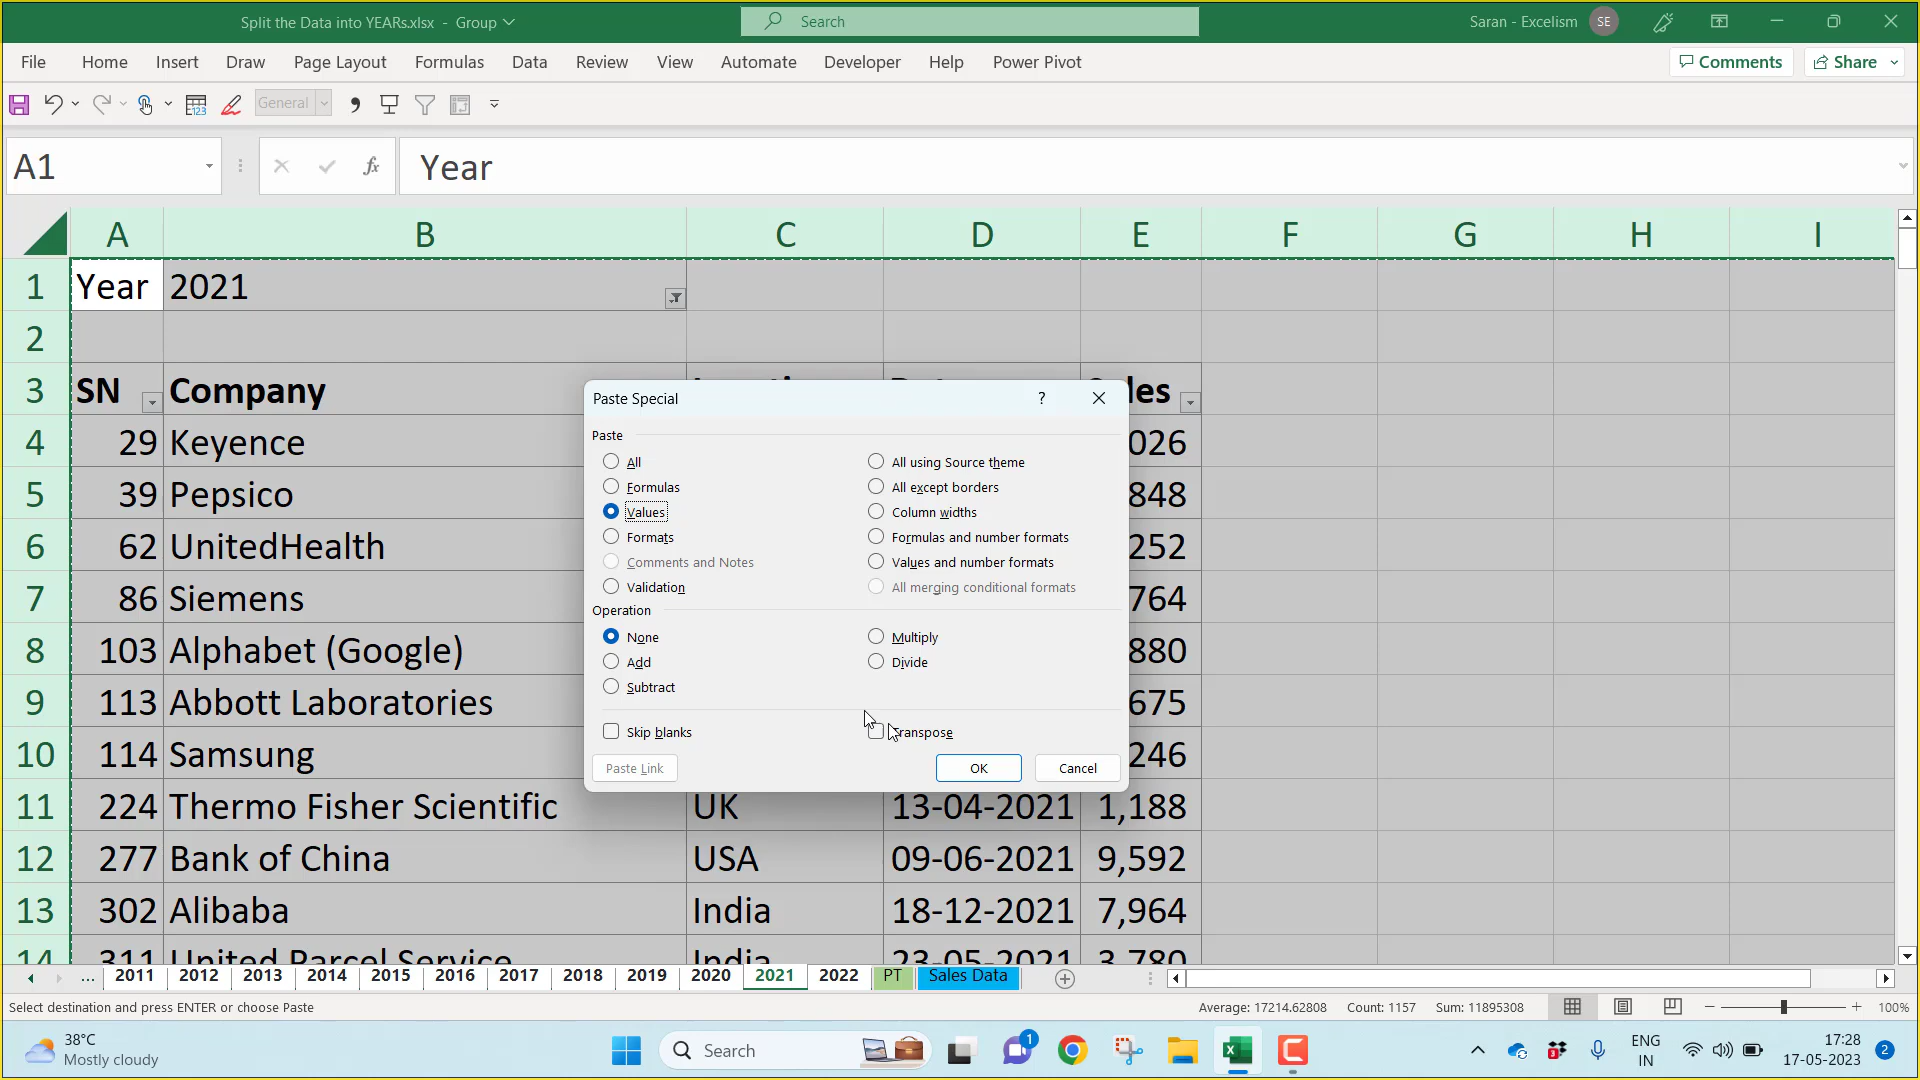 Split the Data into YEARs.xlsx - Group
Search
Saran - Excelism
SE
File Home Insert Draw Page Layout Formulas Data Review View Automate Developer Help Power Pivot
Comments
Share
General
A1
fx
Year
A B C D E F G H I
1 Year 2021
2
3 SN Company
4 29 Keyence
5 39 Pepsico
6 62 UnitedHealth
7 86 Siemens
8 103 Alphabet (Google)
9 113 Abbott Laboratories
10 114 Samsung
11 224 Thermo Fisher Scientific UK 13-04-2021 1,188
12 277 Bank of China USA 09-06-2021 9,592
13 302 Alibaba India 18-12-2021 7,964
14 311 United Parcel Service India 23-05-2021 3,780
les
026
848
252
764
880
675
246
Paste Special
?
Paste
All
All using Source theme
Formulas
All except borders
Values
Column widths
Formats
Formulas and number formats
Comments and Notes
Values and number formats
Validation
All merging conditional formats
Operation
None
Multiply
Add
Divide
Subtract
Skip blanks
Transpose
Paste Link
OK
Cancel
... 2011 2012 2013 2014 2015 2016 2017 2018 2019 2020 2021 2022 PT Sales Data
Select destination and press ENTER or choose Paste
Average: 17214.62808 Count: 1157 Sum: 11895308
100%
38°C
Mostly cloudy
Search
1
3
ENG
IN
17:28
17-05-2023
2